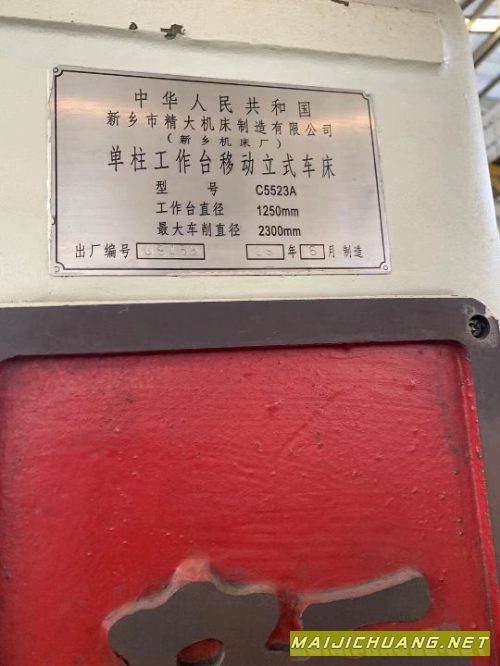 中华人民共和国
新乡市精大机床制造有限公司
(新乡机床厂)
单柱工作台移动立式车床
型 号 C5523A
工作台直径 1250mm
最大车削直径 2300mm
出厂编号 年 6 月 制造
MAIJICHUANG.NET